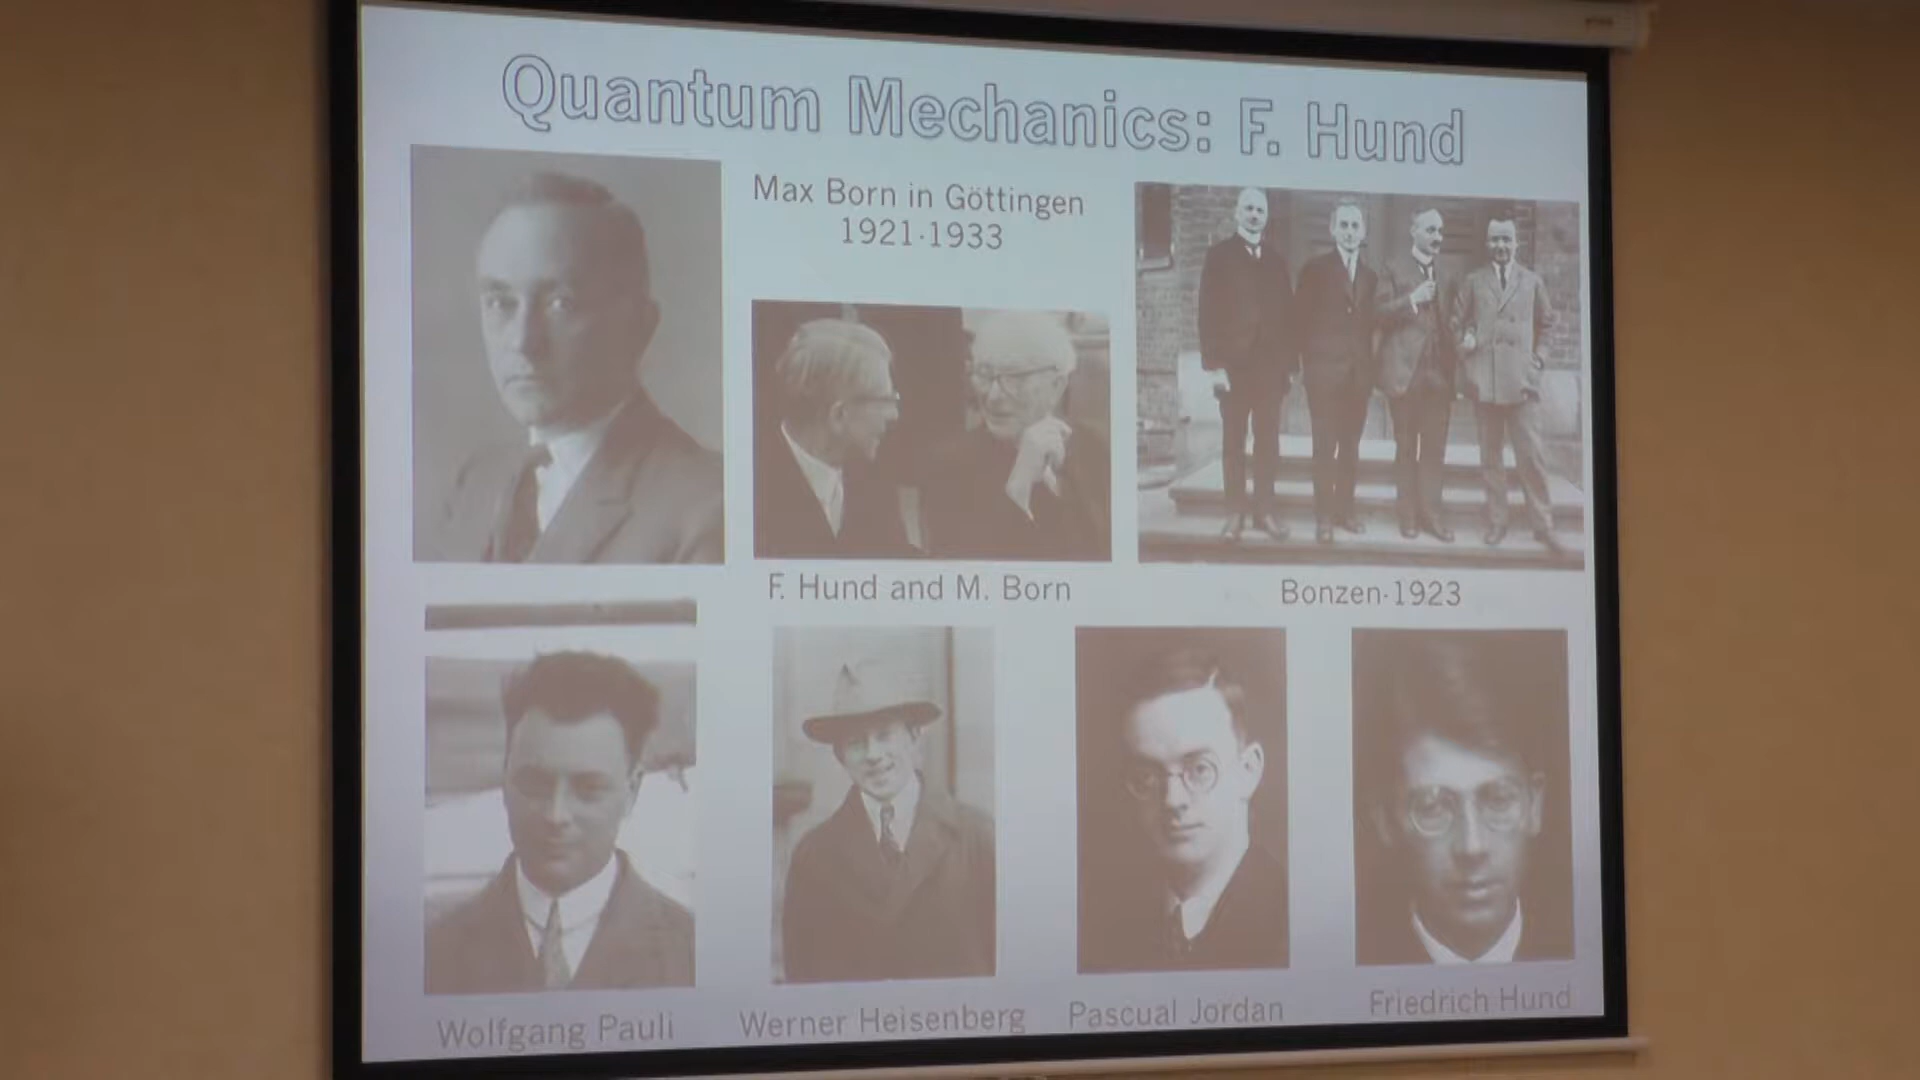 Quantum Mechanics: F. Hund
Max Born in Göttingen
1921-1933
F. Hund and M. Born
Bonzen-1923
Wolfgang Pauli
Werner Heisenberg
Pascual Jordan
Friedrich Hund